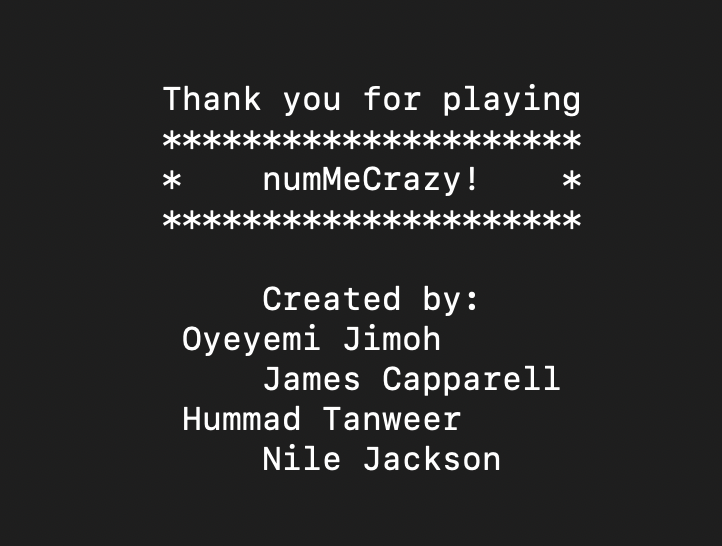 Thank you for playing
*********************
*    numMeCrazy!    *
*********************
Created by:
Oyeyemi Jimoh
James Capparell
Hummad Tanweer
Nile Jackson